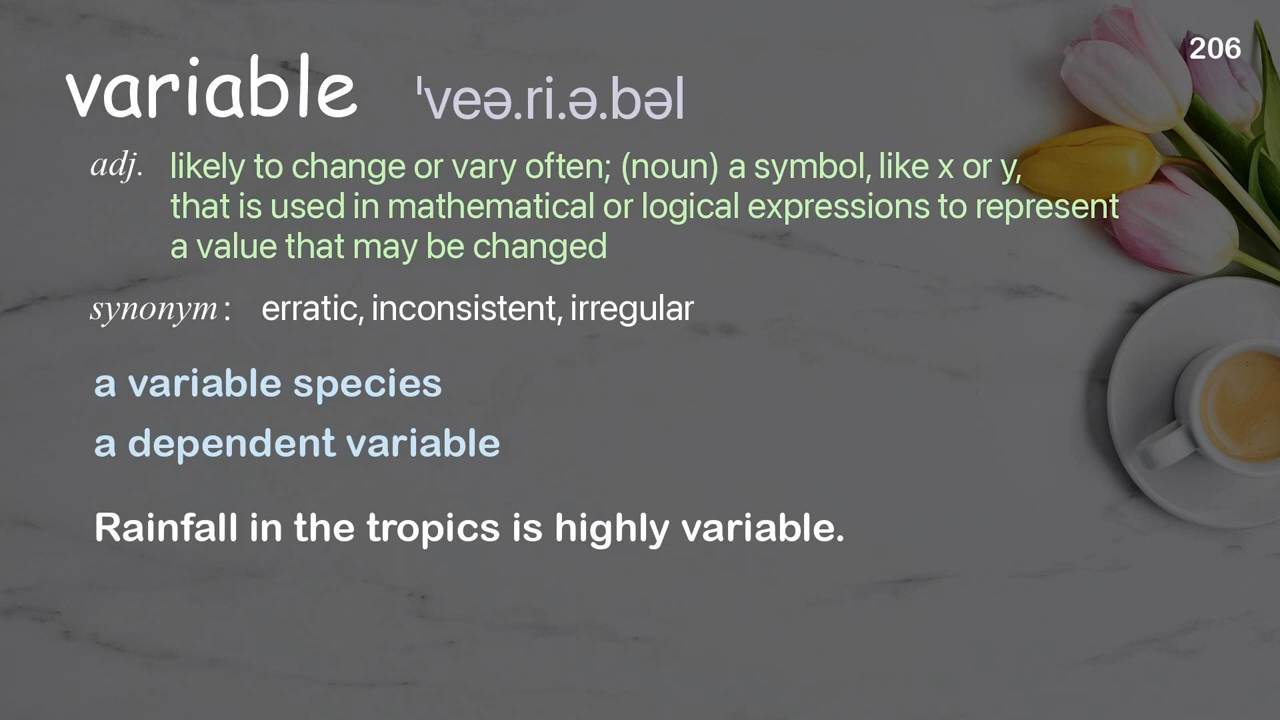 206
variable ˈveə.ri.ə.bəl
adj. likely to change or vary often; (noun) a symbol, like x or y,
that is used in mathematical or logical expressions to represent
a value that may be changed
synonym: erratic, inconsistent, irregular
a variable species
a dependent variable
Rainfall in the tropics is highly variable.